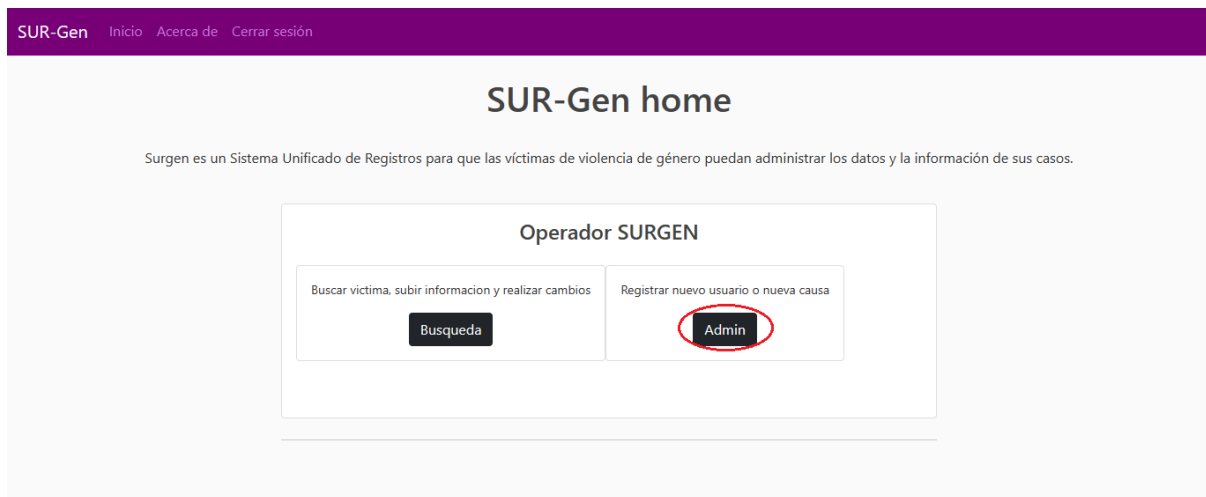 SUR-Gen Inicio Acerca de Cerrar sesión
SUR-Gen home
Surgen es un Sistema Unificado de Registros para que las víctimas de violencia de género puedan administrar los datos y la información de sus casos.
Operador SURGEN
Buscar victima, subir informacion y realizar cambios
Busqueda
Registrar nuevo usuario o nueva causa
Admin